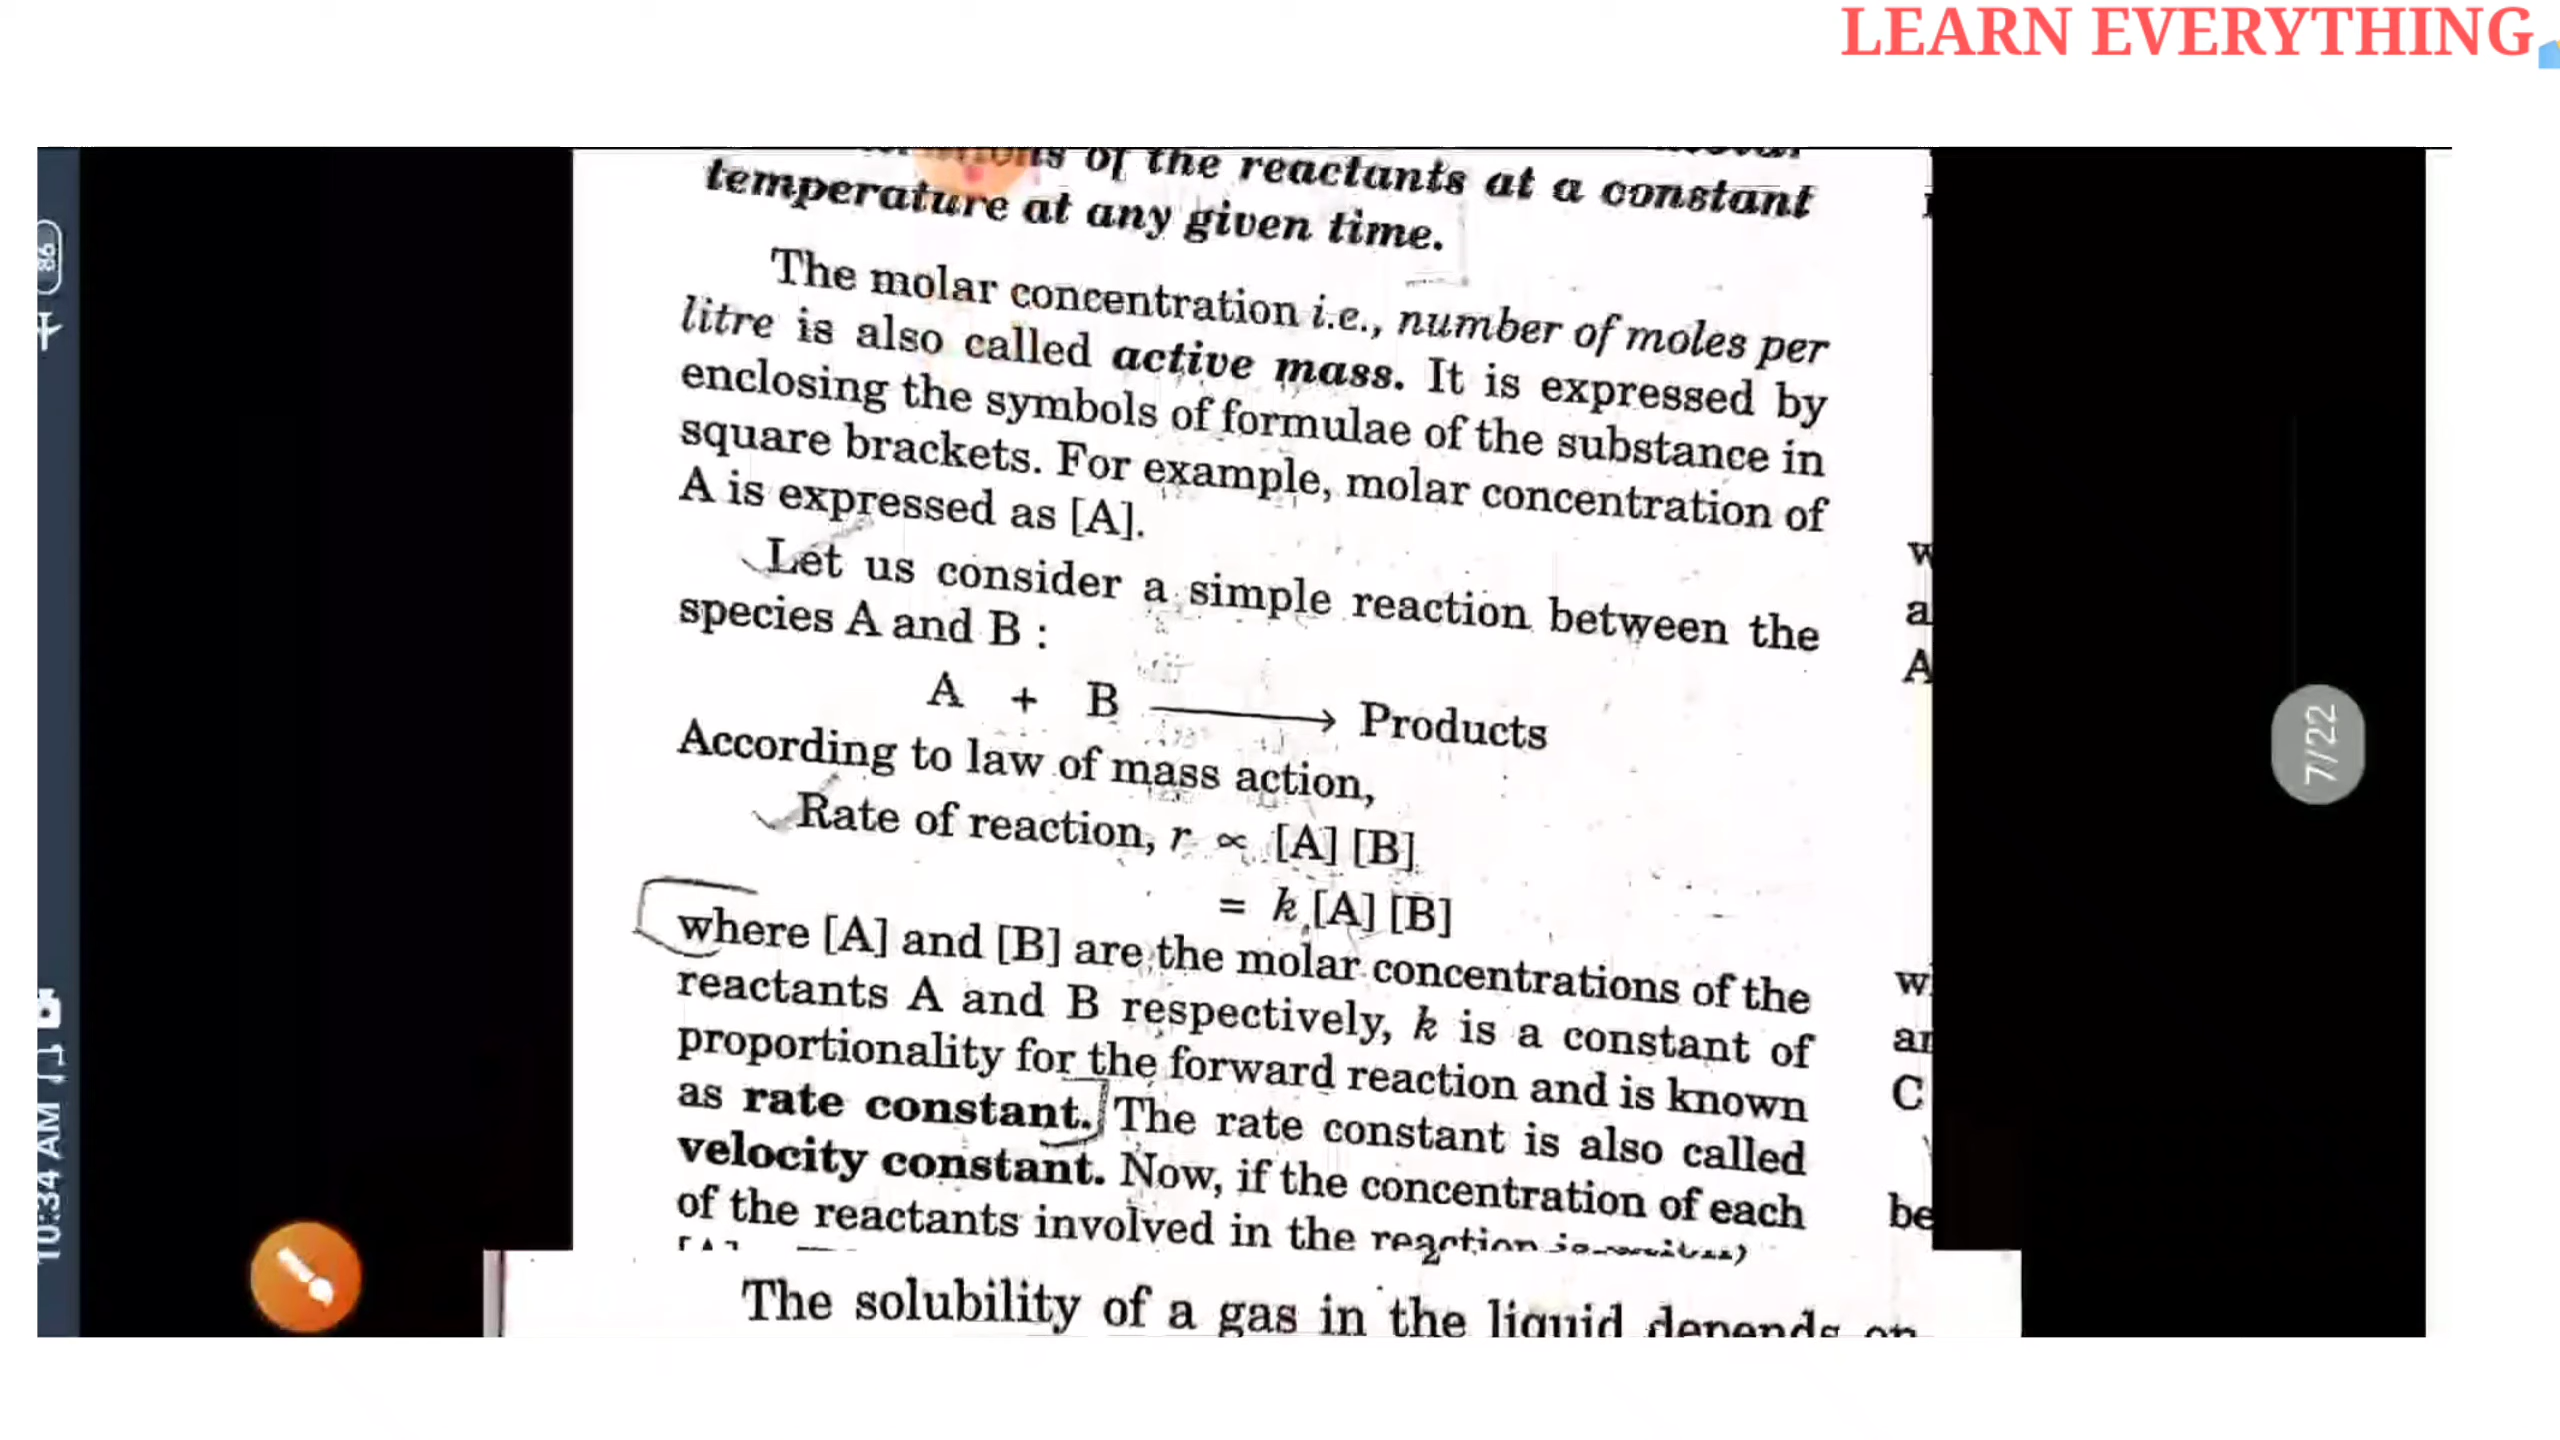 LEARN EVERYTHING
of the reactants at a constant
temperature at any given time.
The molar concentration i.e., number of moles per
litre is also called active mass. It is expressed by
enclosing the symbols of formulae of the substance in
square brackets. For example, molar concentration of
A is expressed as [A].
Let us consider a simple reaction between the
species A and B :
A + B ⟶ Products
According to law of mass action,
Rate of reaction, r ∝ [A] [B]
= k [A] [B]
where [A] and [B] are the molar concentrations of the
reactants A and B respectively, k is a constant of
proportionality for the forward reaction and is known
as rate constant. The rate constant is also called
velocity constant. Now, if the concentration of each
of the reactants involved in the reaction is
The solubility of a gas in the liquid depends on
a
A
C
be
7/22
86
10:34 AM